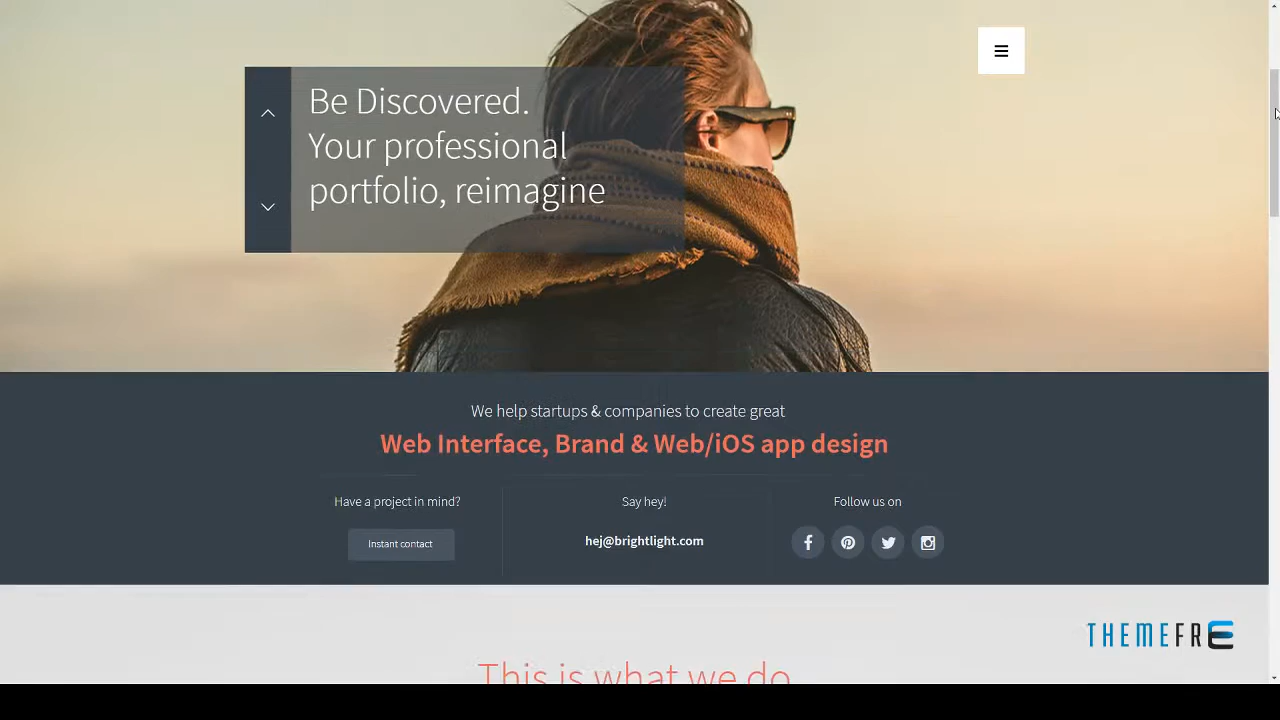 Be Discovered.
Your professional
portfolio, reimagine
We help startups & companies to create great
Web Interface, Brand & Web/iOS app design
Have a project in mind?
Say hey!
Follow us on
Instant contact
hej@brightlight.com
THEMEFRE
This is what we do